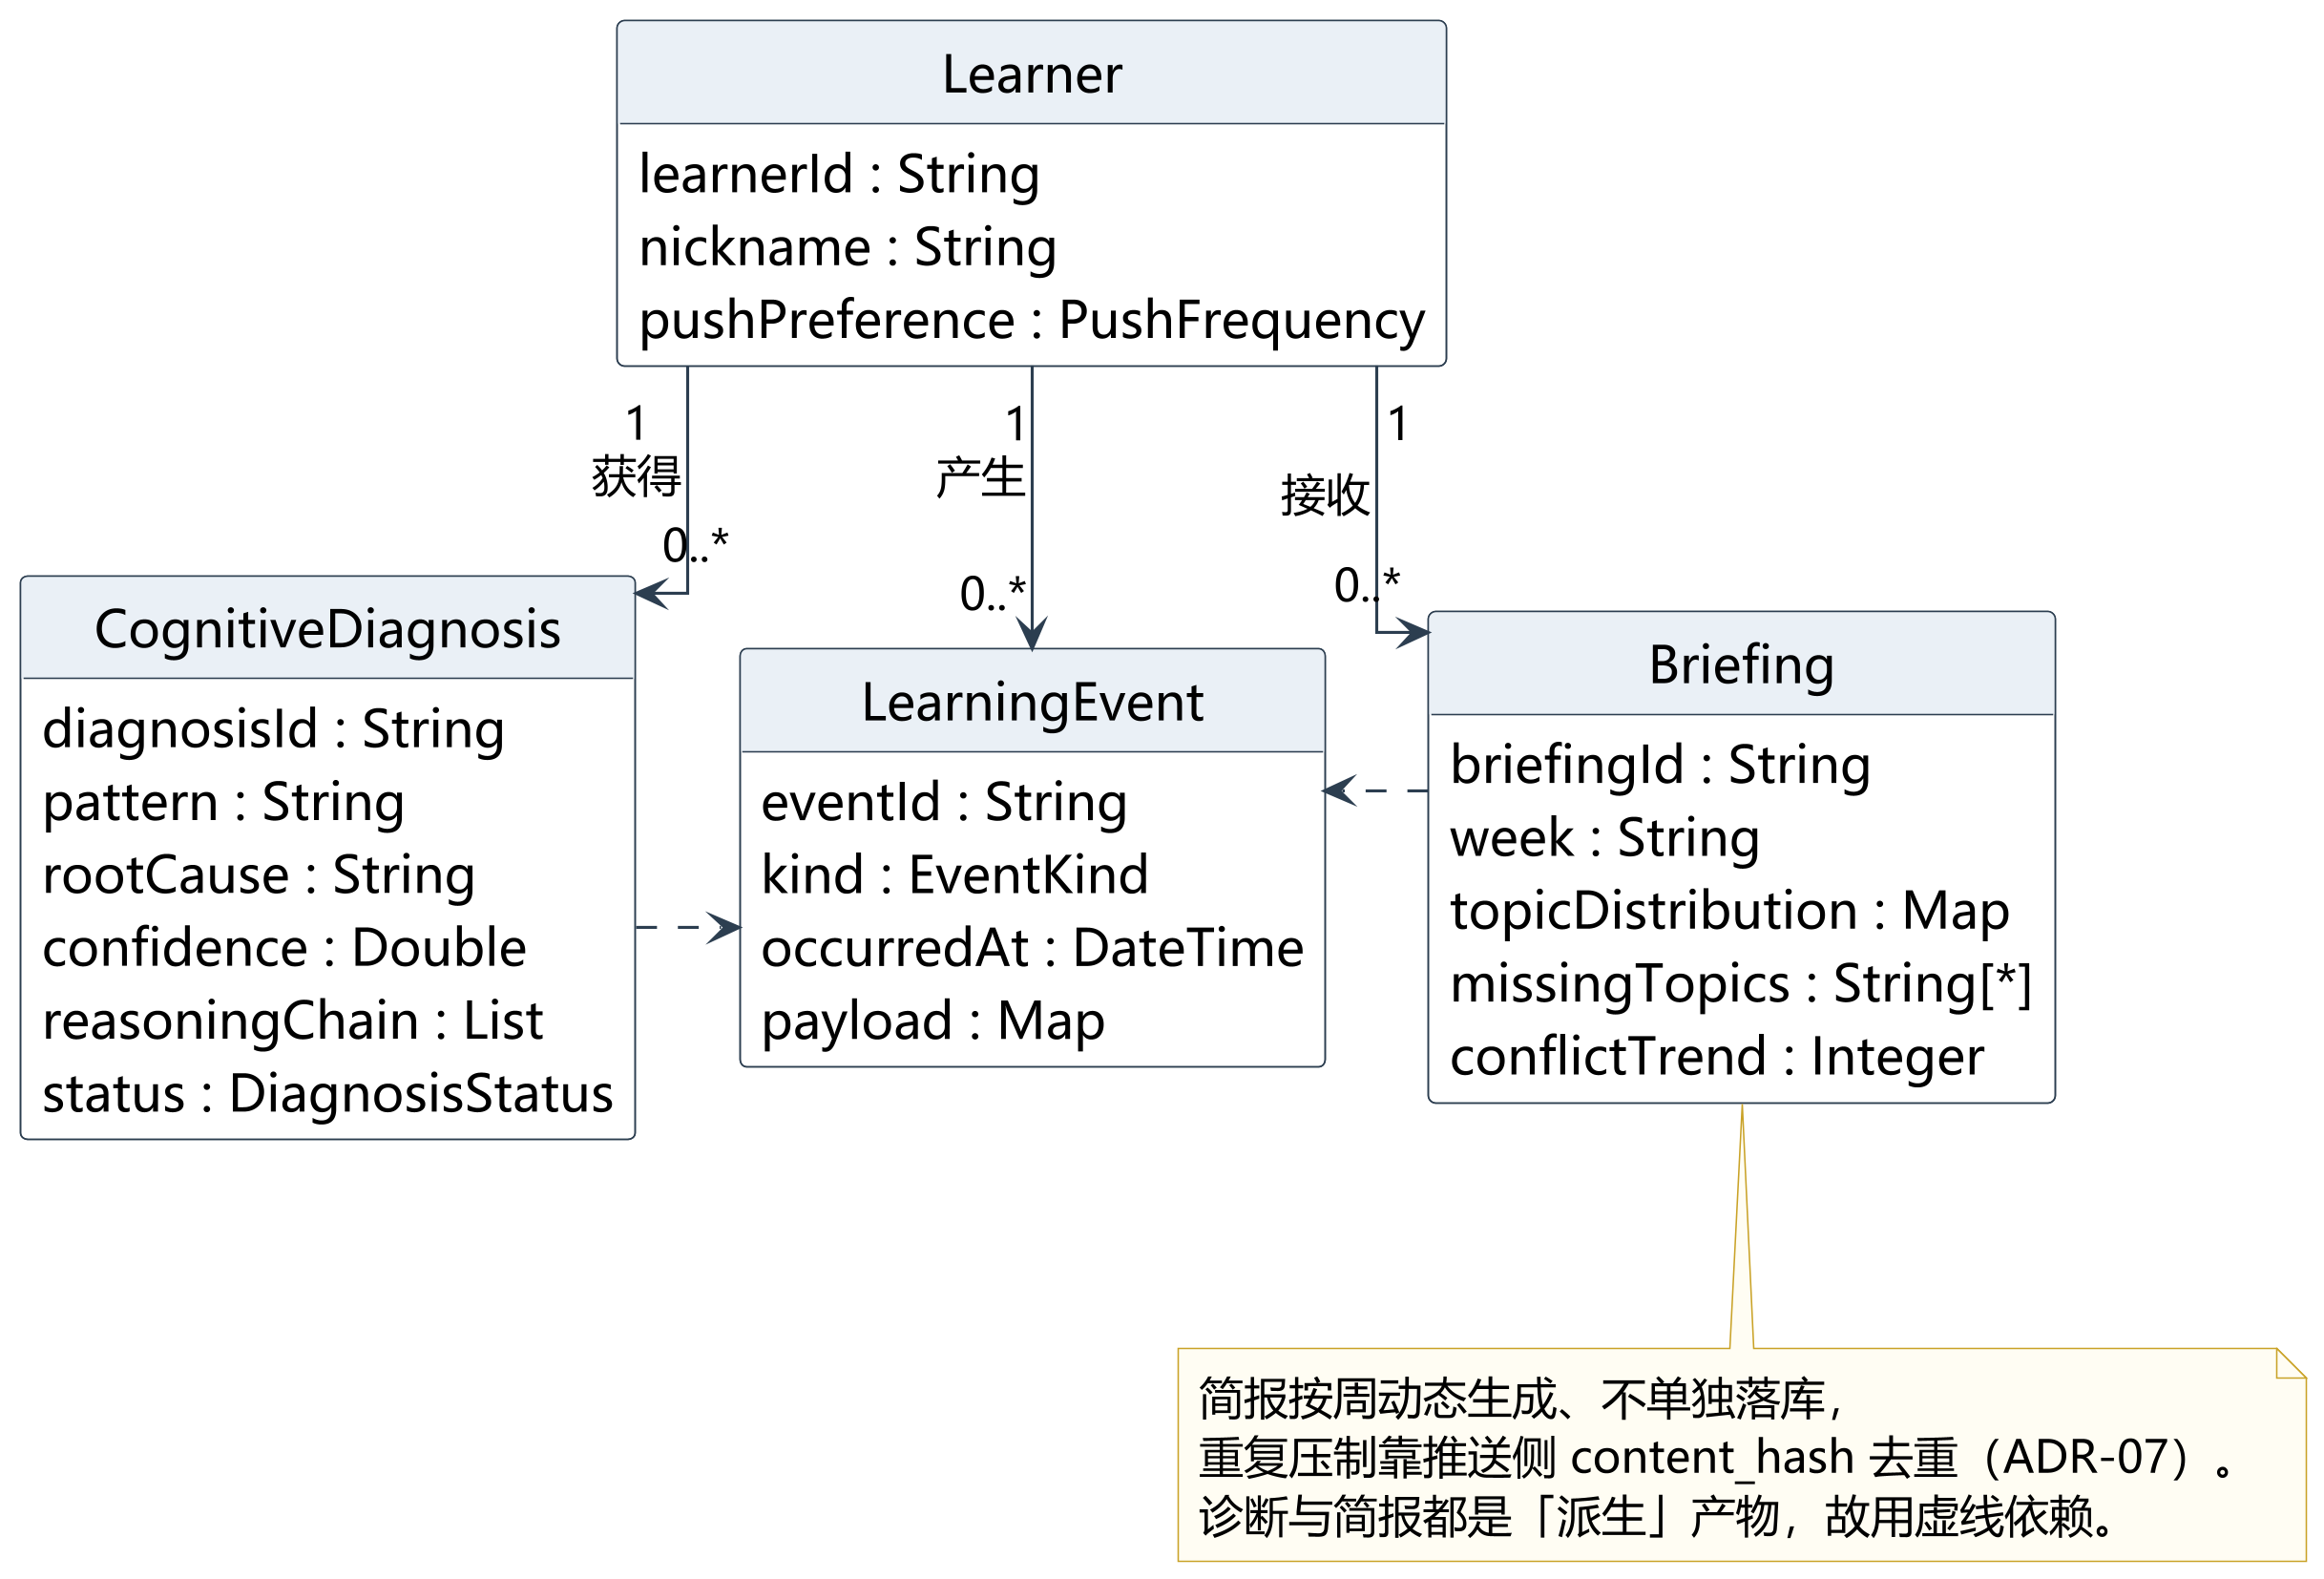 Learner
learnerId : String
nickname : String
pushPreference : PushFrequency
1
获得
0..*
1
产生
0..*
1
接收
0..*
CognitiveDiagnosis
diagnosisId : String
pattern : String
rootCause : String
confidence : Double
reasoningChain : List
status : DiagnosisStatus
LearningEvent
eventId : String
kind : EventKind
occurredAt : DateTime
payload : Map
Briefing
briefingId : String
week : String
topicDistribution : Map
missingTopics : String[*]
conflictTrend : Integer
简报按周动态生成、不单独落库，
重复压制靠推送侧 content_hash 去重（ADR-07）。
诊断与简报都是「派生」产物，故用虚线依赖。